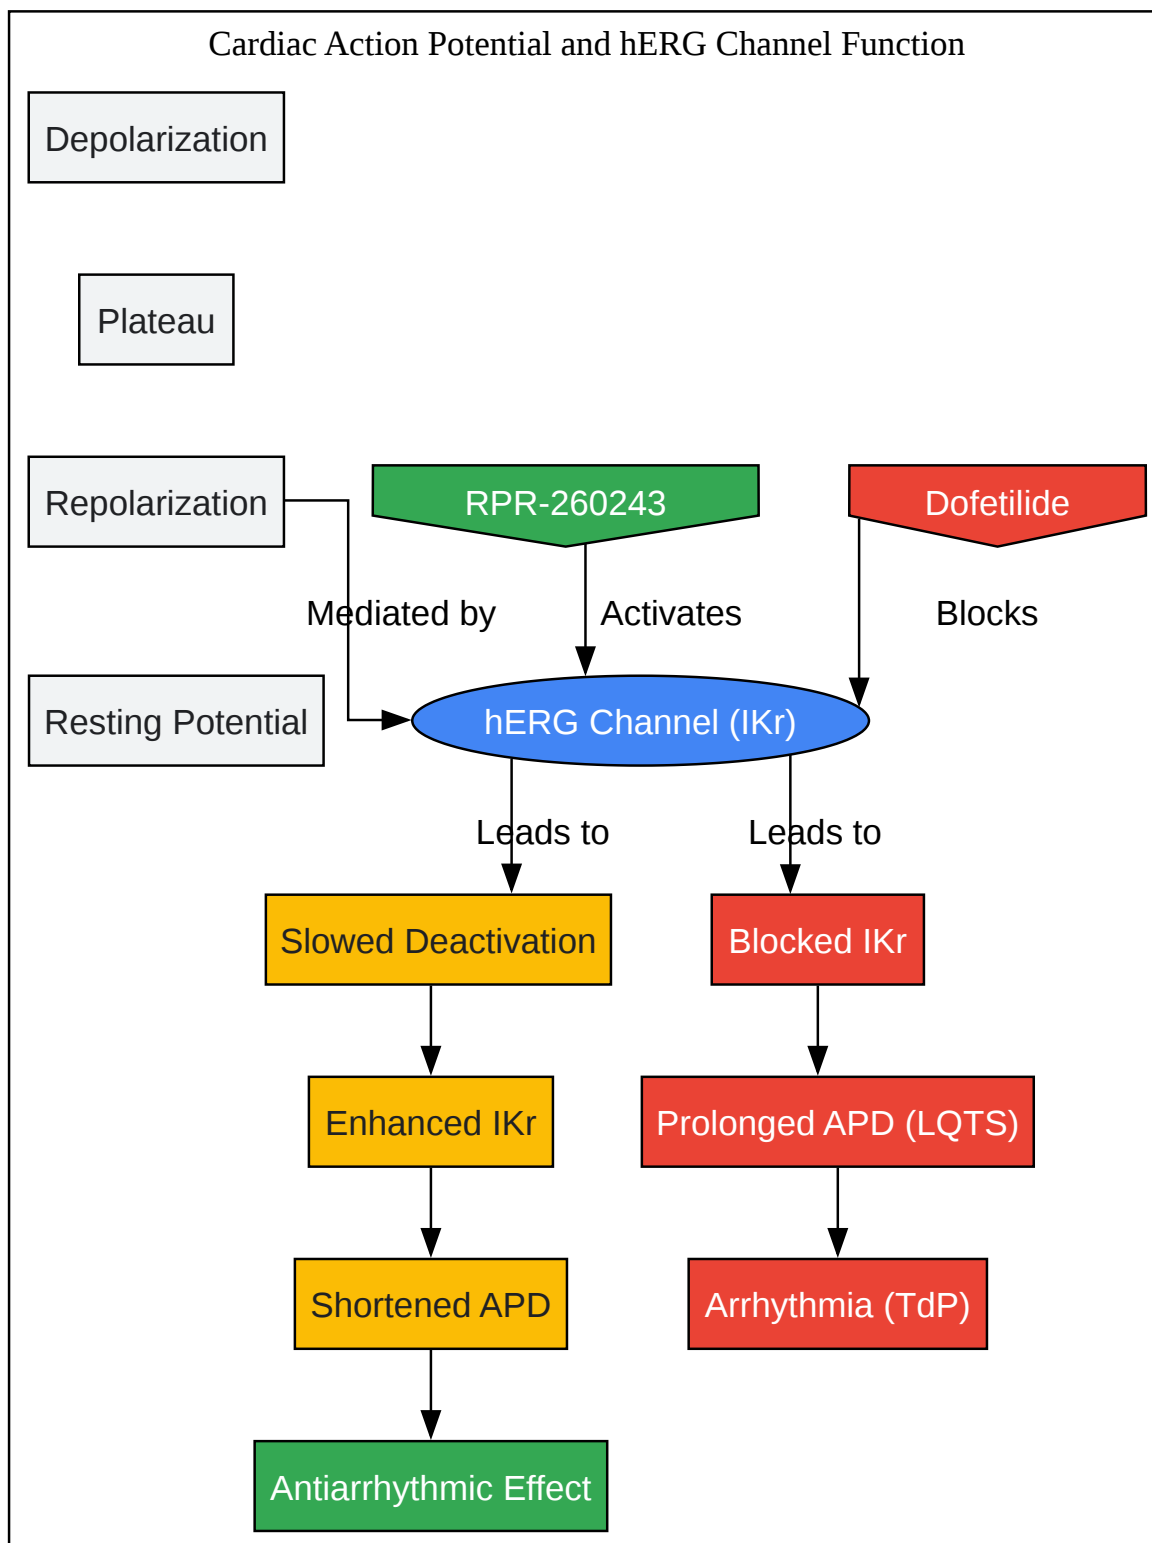 Cardiac Action Potential and hERG Channel Function
Depolarization
Plateau
Repolarization
RPR-260243
Dofetilide
Mediated by
Activates
Blocks
Resting Potential
hERG Channel (IKr)
Leads to
Leads to
Slowed Deactivation
Blocked IKr
Enhanced IKr
Prolonged APD (LQTS)
Shortened APD
Arrhythmia (TdP)
Antiarrhythmic Effect